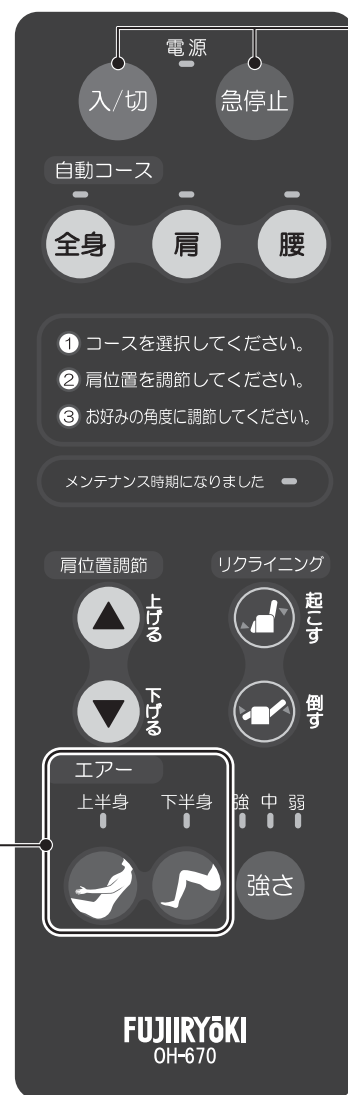 電源
入/切 急停止
自動コース
全身 肩 腰
① コースを選択してください。
② 肩位置を調節してください。
③ お好みの角度に調節してください。
メンテナンス時期になりました
肩位置調節 リクライニング
上げる 起こす
下げる 倒す
エアー
上半身 下半身 強 中 弱
強さ
FUJIIRYōKI
OH-670